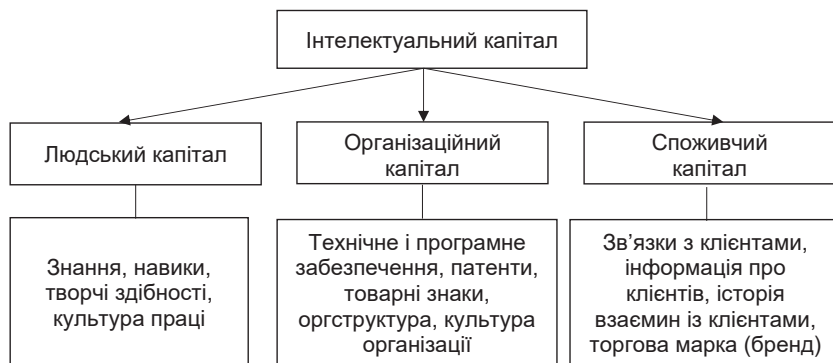 Інтелектуальний капітал
Людський капітал
Організаційний
капітал
Споживчий
капітал
Знання, навики,
творчі здібності,
культура праці
Технічне і програмне
забезпечення, патенти,
товарні знаки,
оргструктура, культура
організації
Зв’язки з клієнтами,
інформація про
клієнтів, історія
взаємин із клієнтами,
торгова марка (бренд)